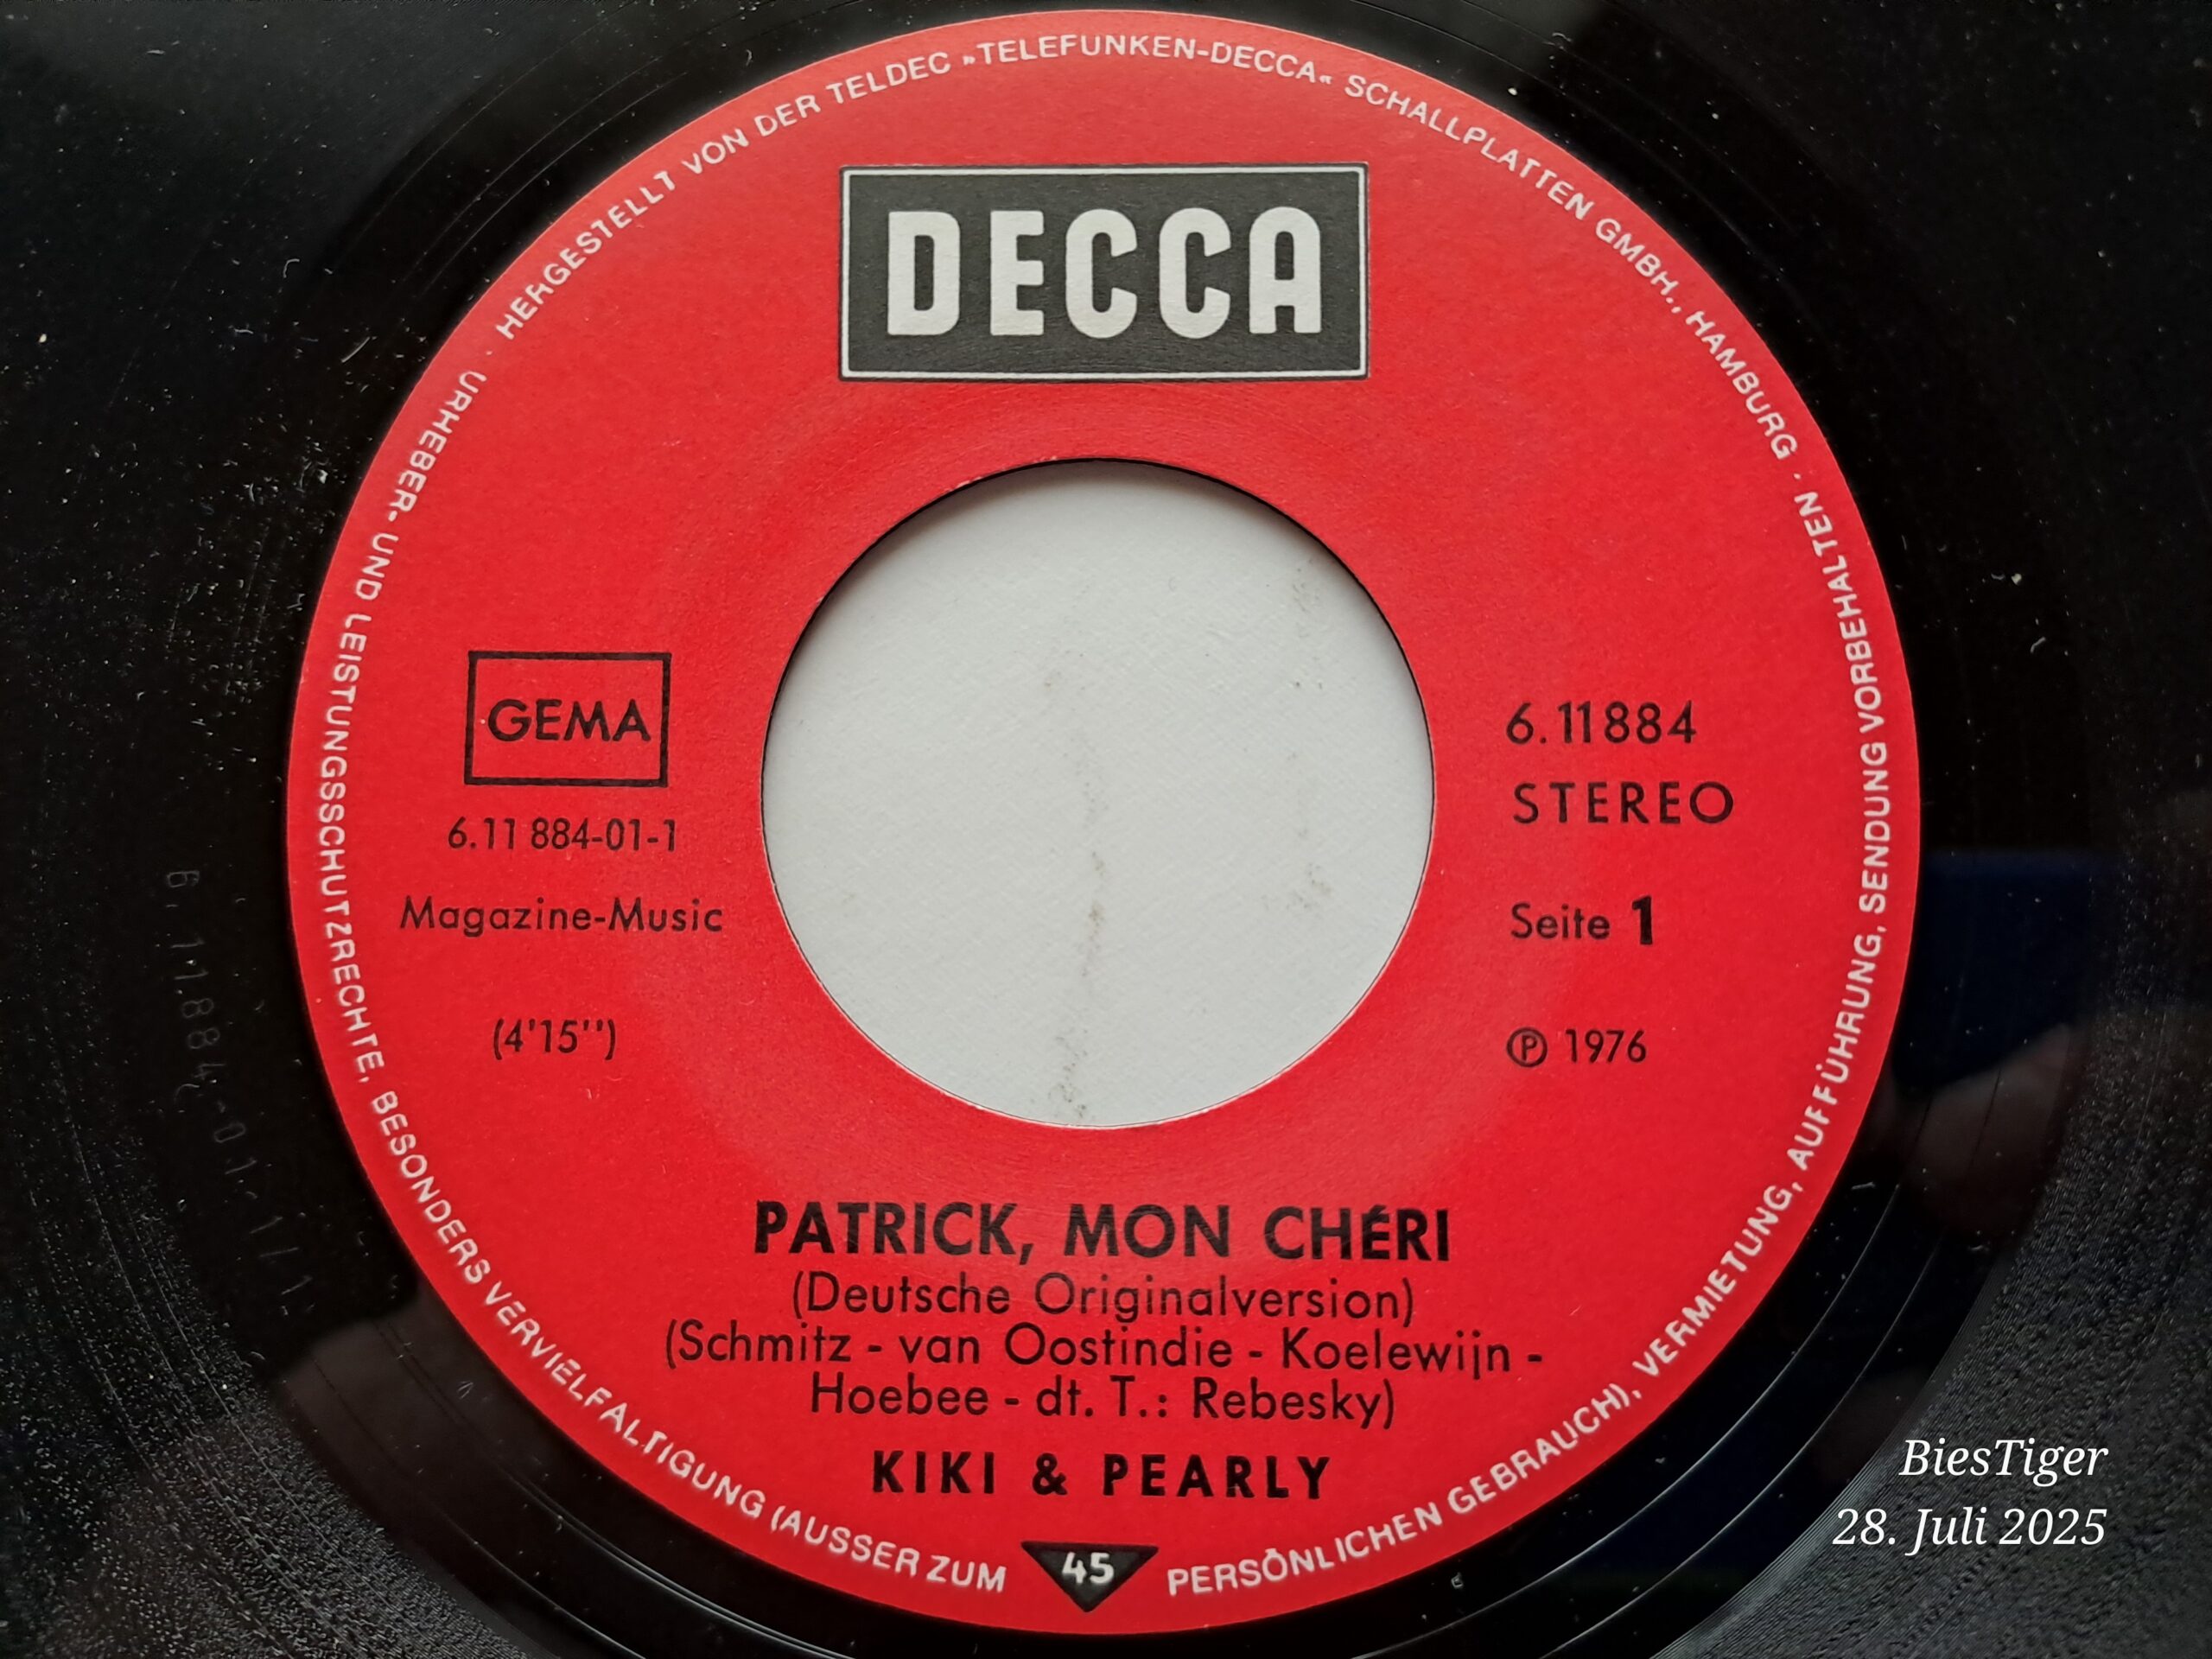 HERGESTELLT VON DER TELDEC »TELEFUNKEN-DECCA« SCHALLPLATTEN GMBH., HAMBURG · URHEBER- UND LEISTUNGSSCHUTZRECHTE, BESONDERS VERVIELFALTIGUNG (AUSSER ZUM PERSÖNLICHEN GEBRAUCH), VERMIETUNG, AUFFÜHRUNG, SENDUNG VORBEHALTEN ·
DECCA
GEMA
6.11 884-01-1
Magazine-Music
(4'15'')
6.11884
STEREO
Seite 1
℗ 1976
6.11884-01-1/1
PATRICK, MON CHÉRI
(Deutsche Originalversion)
(Schmitz - van Oostindie - Koelewijn -
Hoebee - dt. T.: Rebesky)
KIKI & PEARLY
45
BiesTiger
28. Juli 2025